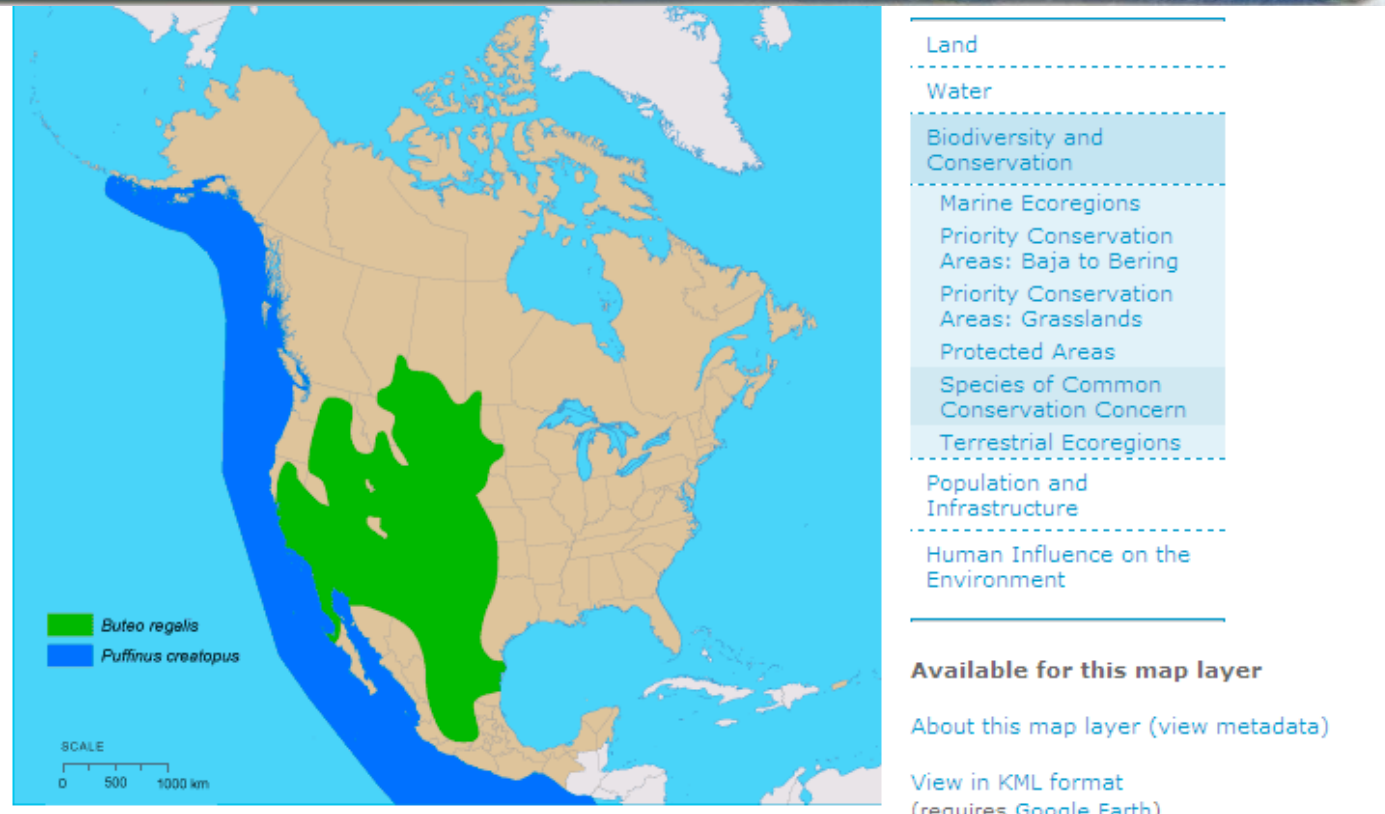 Buteo regalis
Puffinus creatopus
SCALE
0 500 1000 km
Land
Water
Biodiversity and
Conservation
Marine Ecoregions
Priority Conservation
Areas: Baja to Bering
Priority Conservation
Areas: Grasslands
Protected Areas
Species of Common
Conservation Concern
Terrestrial Ecoregions
Population and
Infrastructure
Human Influence on the
Environment
Available for this map layer
About this map layer (view metadata)
View in KML format
(requires Google Earth)